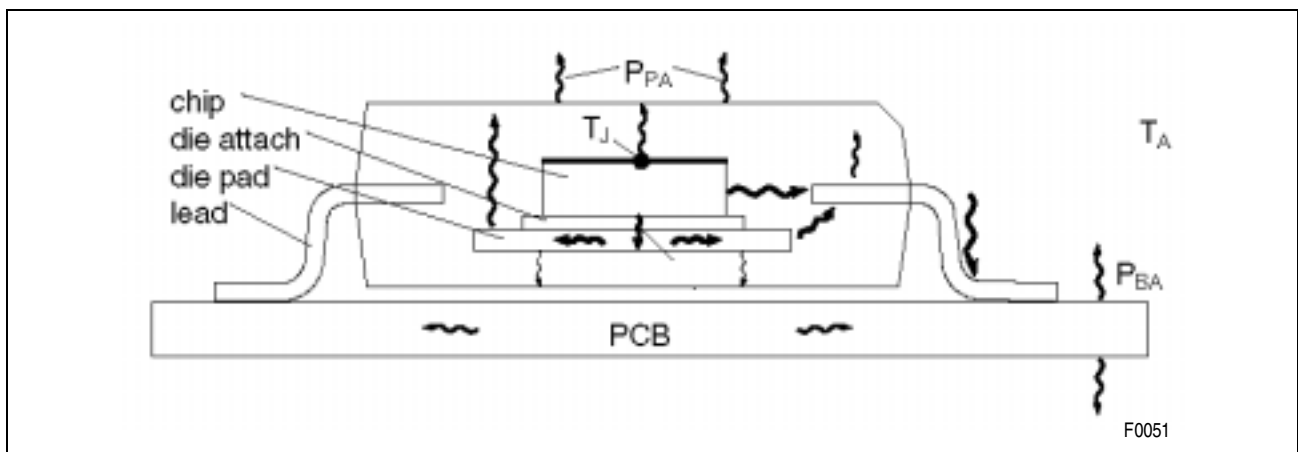 P_PA
chip
die attach
die pad
lead
T_J
T_A
P_BA
PCB
F0051